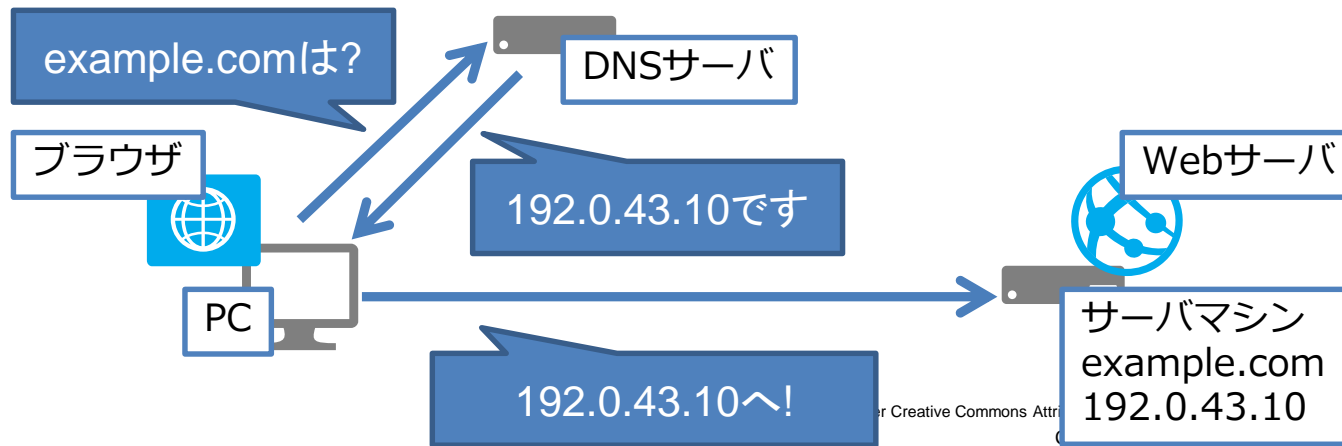 example.comは?
DNSサーバ
ブラウザ
Webサーバ
192.0.43.10です
PC
サーバマシン
example.com
192.0.43.10
192.0.43.10へ!
Creative Commons